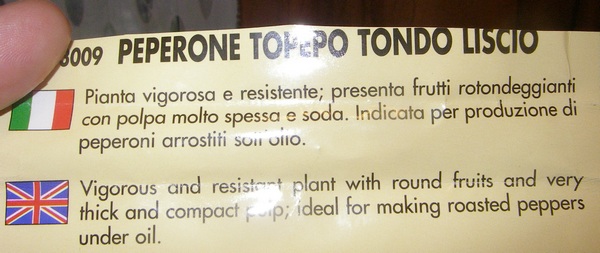 8009 PEPERONE TOPEPO TONDO LISCIO
Pianta vigorosa e resistente; presenta frutti rotondeggianti
con polpa molto spessa e soda. Indicata per produzione di
peperoni arrostiti sott'olio.
Vigorous and resistant plant with round fruits and very
thick and compact pulp; ideal for making roasted peppers
under oil.